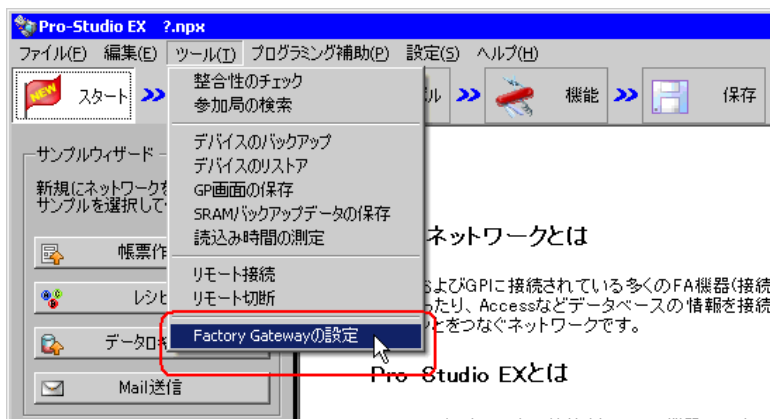 Pro-Studio EX ?.npx
ファイル(F) 編集(E) ツール(T) プログラミング補助(P) 設定(S) ヘルプ(H)
NEW スタート 機能 保存
整合性のチェック
参加局の検索
デバイスのバックアップ
デバイスのリストア
GP画面の保存
SRAMバックアップデータの保存
読込み時間の測定
リモート接続
リモート切断
Factory Gatewayの設定
サンプルウィザード
新規にネットワークを
サンプルを選択して
帳票作
レシピ
データロギ
Mail送信
ネットワークとは
およびGPに接続されている多くのFA機器(接続
ったり、Accessなどデータベースの情報を接続
とをつなぐネットワークです。
Pro-Studio EXとは